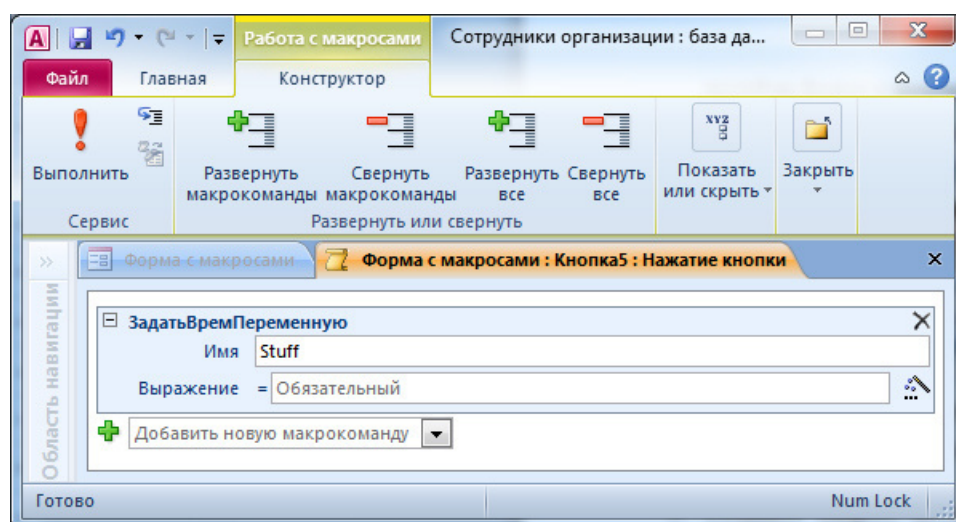 Работа с макросами
Сотрудники организации : база да...
Файл
Главная
Конструктор
Выполнить
Развернуть макрокоманды
Свернуть макрокоманды
Развернуть все
Свернуть все
XYZ
Показать или скрыть
Закрыть
Сервис
Развернуть или свернуть
Форма с макросами
Форма с макросами : Кнопка5 : Нажатие кнопки
Область навигации
ЗадатьВремПеременную
Имя Stuff
Выражение = Обязательный
Добавить новую макрокоманду
Готово
Num Lock